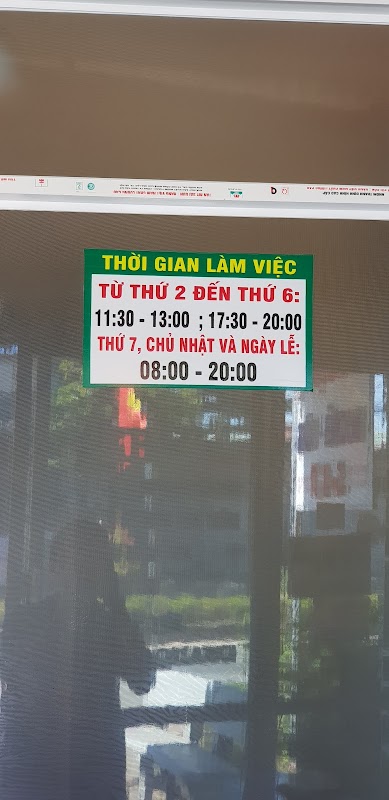 THỜI GIAN LÀM VIỆC
TỪ THỨ 2 ĐẾN THỨ 6:
11:30 - 13:00 ; 17:30 - 20:00
THỨ 7, CHỦ NHẬT VÀ NGÀY LỄ:
08:00 - 20:00